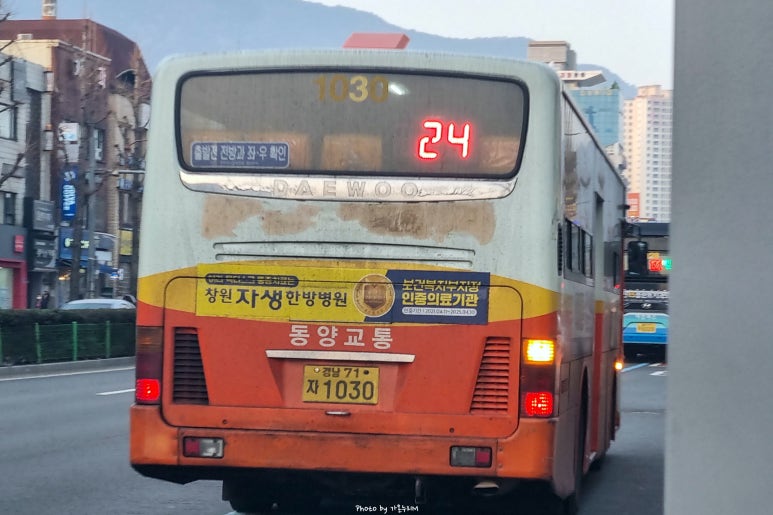 1030
24
출발전 전방과 좌·우 확인
DAEWOO
창원 자생한방병원
보건복지부지정
인증의료기관
동양교통
경남 71
자 1030
Photo by 가온누리M